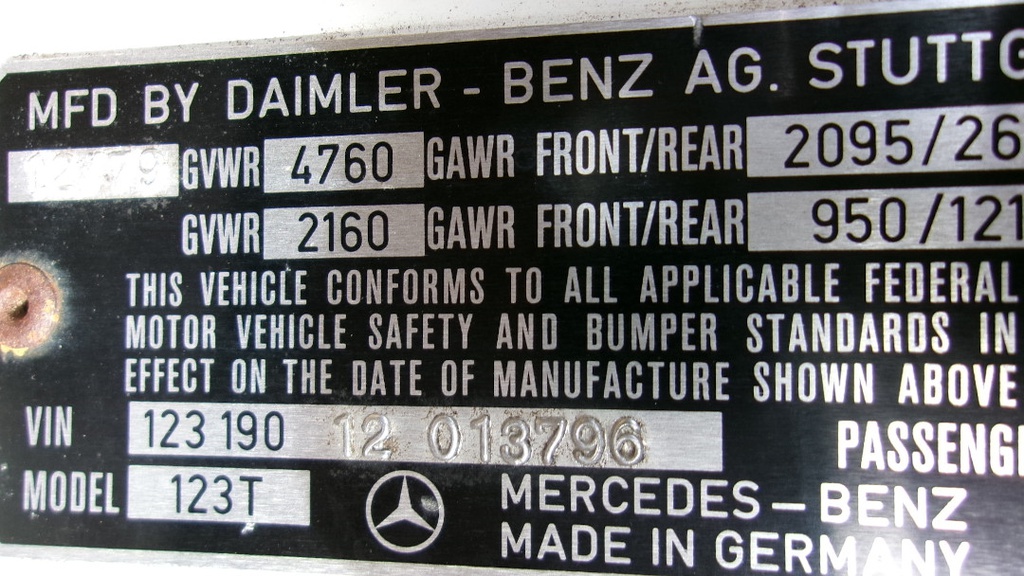 MFD BY DAIMLER - BENZ AG. STUTTG
12/79 GVWR 4760 GAWR FRONT/REAR 2095/26
GVWR 2160 GAWR FRONT/REAR 950/121
THIS VEHICLE CONFORMS TO ALL APPLICABLE FEDERAL
MOTOR VEHICLE SAFETY AND BUMPER STANDARDS IN
EFFECT ON THE DATE OF MANUFACTURE SHOWN ABOVE
VIN 123 190 12 013796 PASSENG
MODEL 123T MERCEDES-BENZ
MADE IN GERMANY